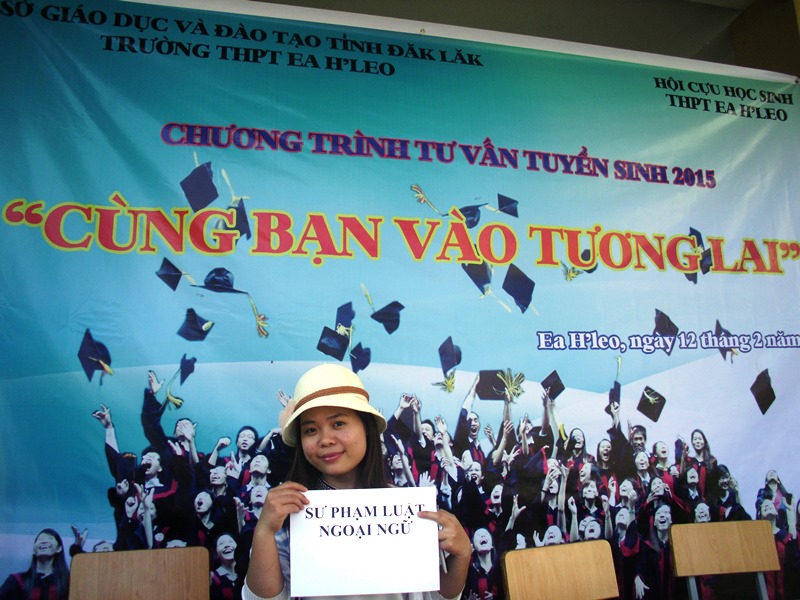 SỞ GIÁO DỤC VÀ ĐÀO TẠO TỈNH ĐĂK LĂK
TRƯỜNG THPT EA H'LEO
HỘI CỰU HỌC SINH
THPT EA H'LEO
CHƯƠNG TRÌNH TƯ VẤN TUYỂN SINH 2015
“CÙNG BẠN VÀO TƯƠNG LAI”
Ea H'leo, ngày 12 tháng 2 năm
SƯ PHẠM LUẬT
NGOẠI NGỮ